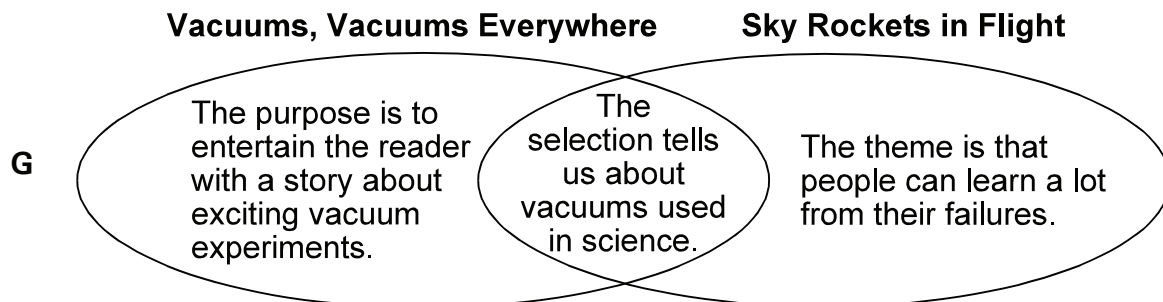 Vacuums, Vacuums Everywhere
Sky Rockets in Flight
G
The purpose is to
entertain the reader
with a story about
exciting vacuum
experiments.
The
selection tells
us about
vacuums used
in science.
The theme is that
people can learn a lot
from their failures.